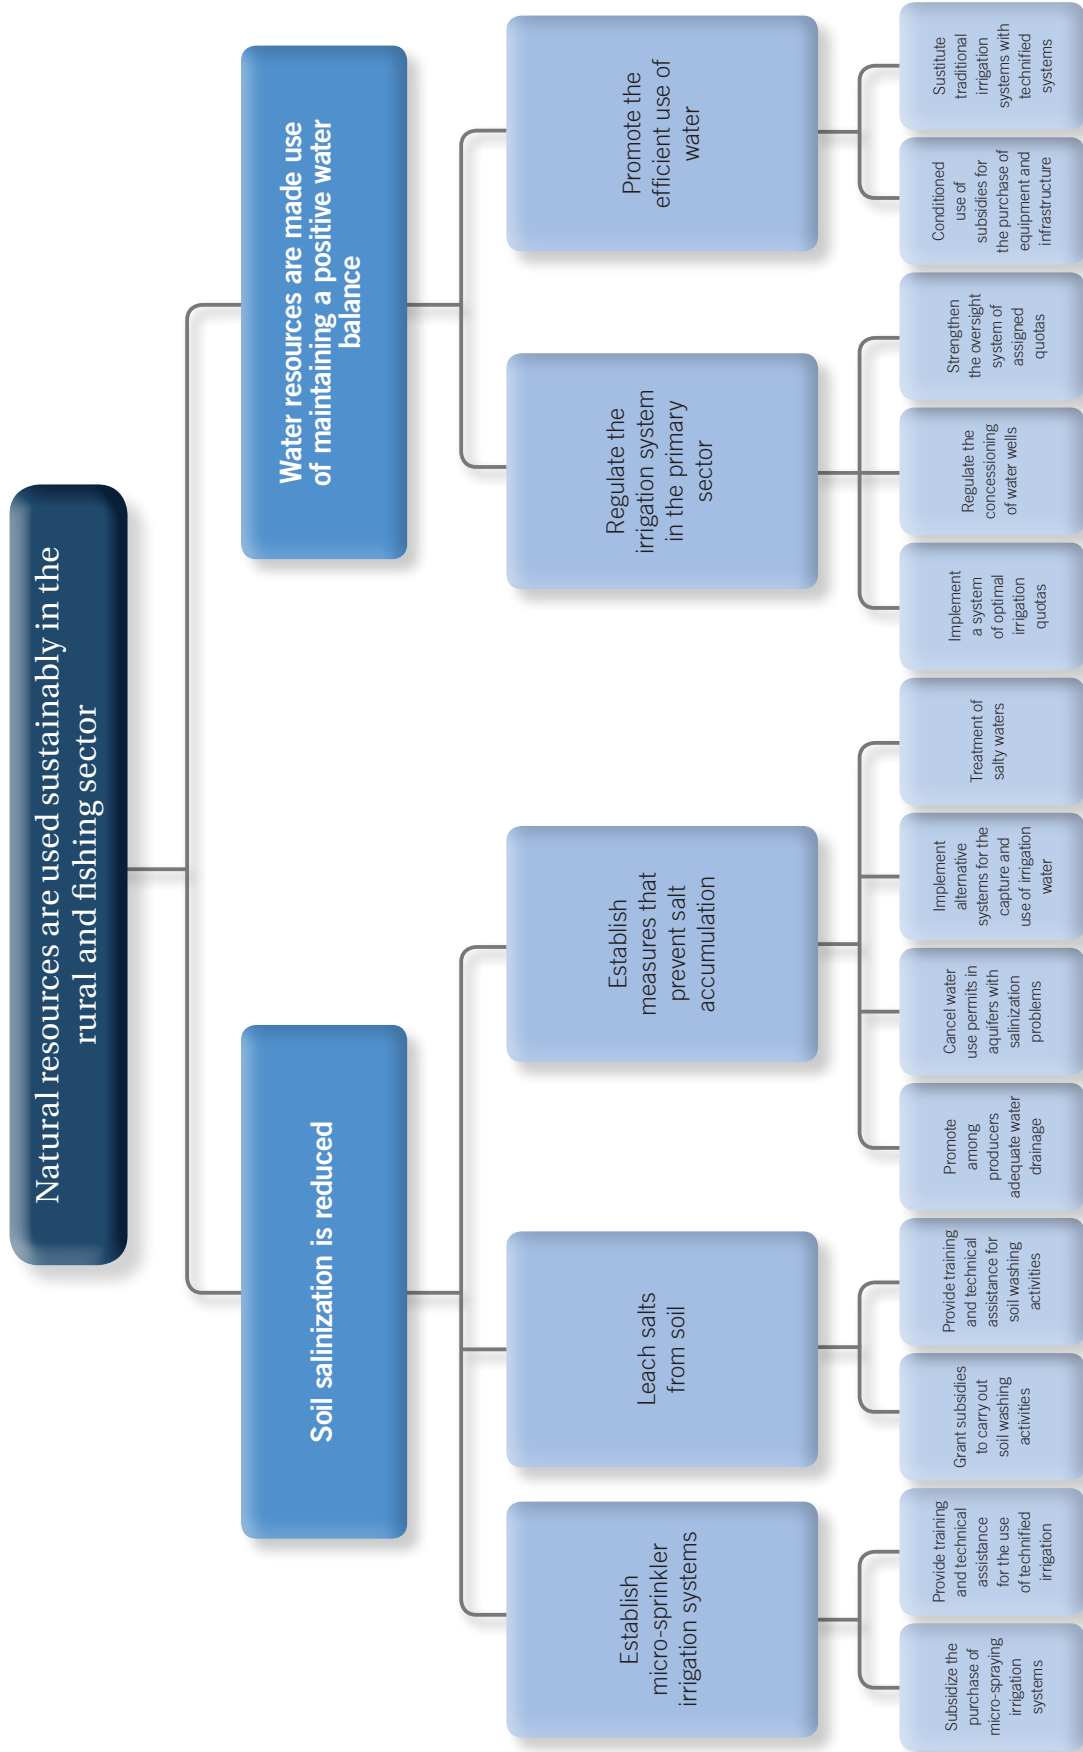 Natural resources are used sustainably in the
rural and fishing sector
Soil salinization is reduced
Water resources are made use
of maintaining a positive water
balance
Establish
micro-sprinkler
irrigation systems
Leach salts
from soil
Establish
measures that
prevent salt
accumulation
Regulate the
irrigation system
in the primary
sector
Promote the
efficient use of
water
Subsidize the
purchase of
micro-spraying
irrigation
systems
Provide training
and technical
assistance
for the use
of technified
irrigation
Grant subsidies
to carry out
soil washing
activities
Provide training
and technical
assistance for
soil washing
activities
Promote
among
producers
adequate water
drainage
Cancel water
use permits in
aquifers with
salinization
problems
Implement
alternative
systems for the
capture and
use of irrigation
water
Treatment of
salty waters
Implement
a system
of optimal
irrigation
quotas
Regulate the
concessioning
of water wells
Strengthen
the oversight
system of
assigned
quotas
Conditioned
use of
subsidies for
the purchase of
equipment and
infrastructure
Sustitute
traditional
irrigation
systems with
technified
systems